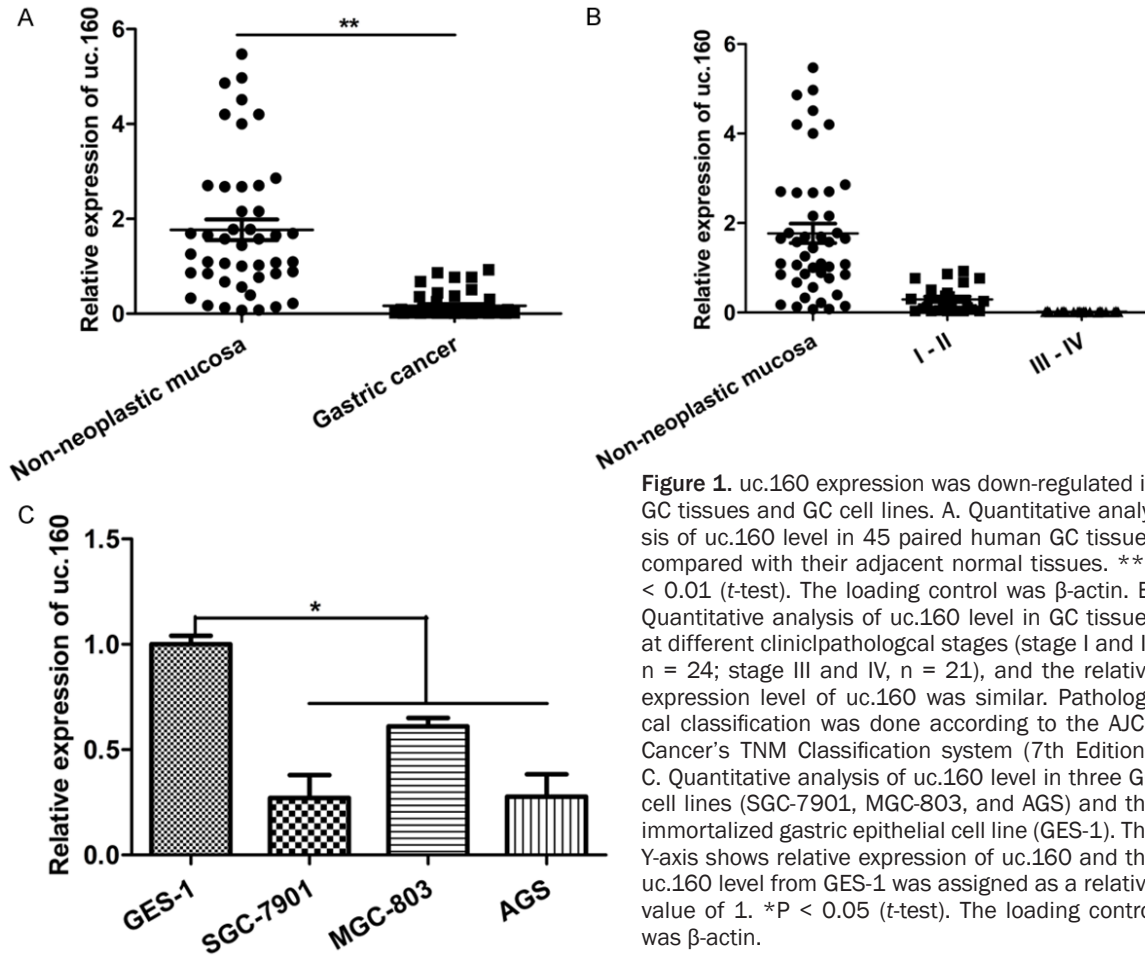 A
Relative expression of uc.160
6
4
2
0
**
Non-neoplastic mucosa
Gastric cancer
B
Relative expression of uc.160
6
4
2
0
Non-neoplastic mucosa
I - II
III - IV
C
Relative expression of uc.160
1.5
1.0
0.5
0.0
*
GES-1
SGC-7901
MGC-803
AGS
Figure 1. uc.160 expression was down-regulated i
GC tissues and GC cell lines. A. Quantitative analy
sis of uc.160 level in 45 paired human GC tissue
compared with their adjacent normal tissues. **
< 0.01 (t-test). The loading control was β-actin. B
Quantitative analysis of uc.160 level in GC tissue
at different cliniclpathologcal stages (stage I and I
n = 24; stage III and IV, n = 21), and the relativ
expression level of uc.160 was similar. Patholog
cal classification was done according to the AJC
Cancer's TNM Classification system (7th Edition
C. Quantitative analysis of uc.160 level in three G
cell lines (SGC-7901, MGC-803, and AGS) and th
immortalized gastric epithelial cell line (GES-1). Th
Y-axis shows relative expression of uc.160 and th
uc.160 level from GES-1 was assigned as a relativ
value of 1. *P < 0.05 (t-test). The loading contro
was β-actin.